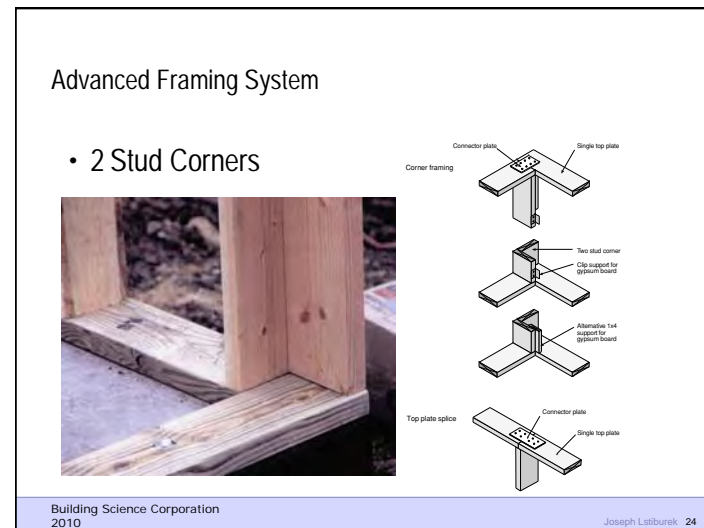 Advanced Framing System
• 2 Stud Corners
Connector plate
Single top plate
Corner framing
Two stud corner
Clip support for
gypsum board
Alternative 1x4
support for
gypsum board
Top plate splice
Connector plate
Single top plate
Building Science Corporation
2010
Joseph Lstiburek 24